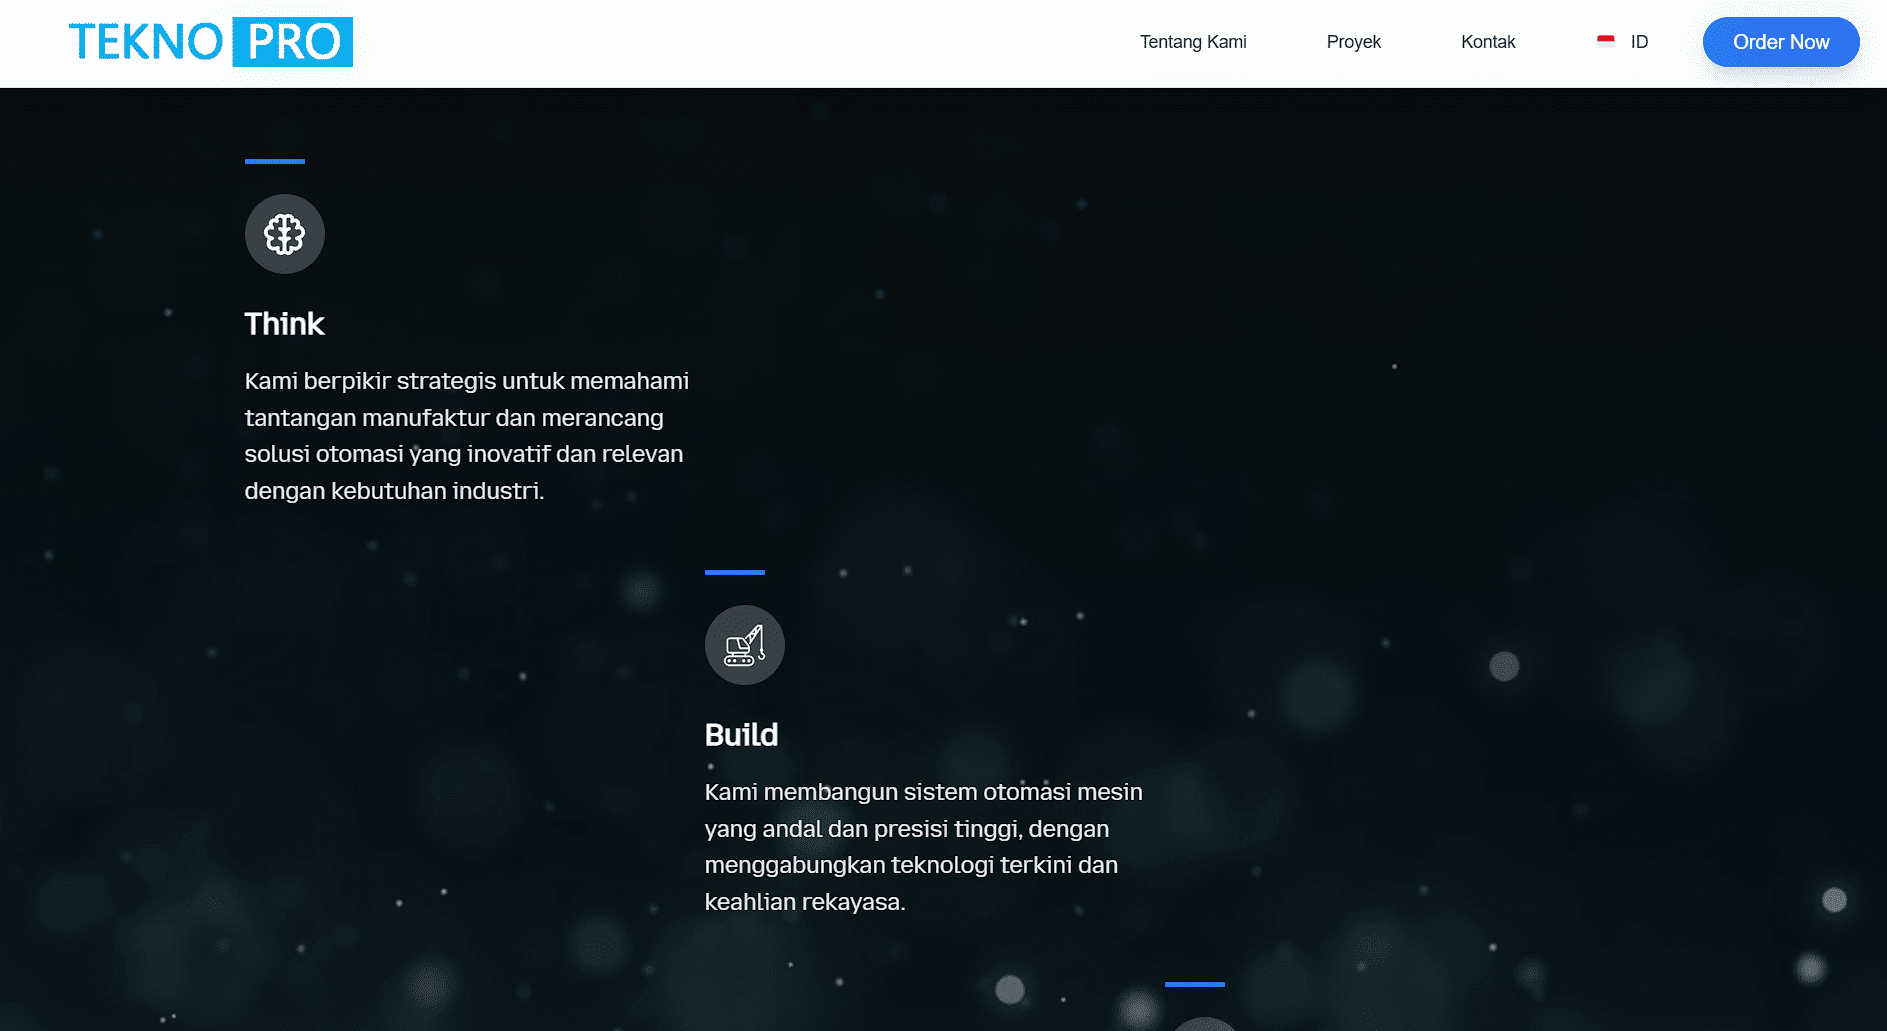 TEKNO PRO
Tentang Kami
Proyek
Kontak
ID
Order Now
Think
Kami berpikir strategis untuk memahami
tantangan manufaktur dan merancang
solusi otomasi yang inovatif dan relevan
dengan kebutuhan industri.
Build
Kami membangun sistem otomasi mesin
yang andal dan presisi tinggi, dengan
menggabungkan teknologi terkini dan
keahlian rekayasa.